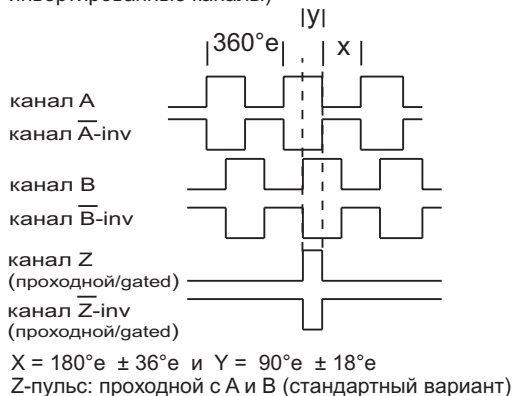 инвертированные каналы)
|y|
|360°e| |x|
канал A
канал A̅-inv
канал B
канал B̅-inv
канал Z
(проходной/gated)
канал Z̅-inv
(проходной/gated)
X = 180°e ± 36°e и Y = 90°e ± 18°e
Z-пульс: проходной с A и B (стандартный вариант)